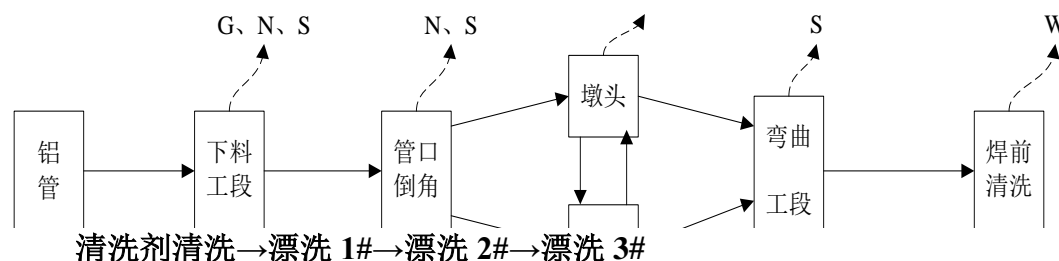 G、N、S
N、S
S
W
铝管
下料工段
管口倒角
墩头
弯曲工段
焊前清洗
清洗剂清洗→漂洗 1#→漂洗 2#→漂洗 3#